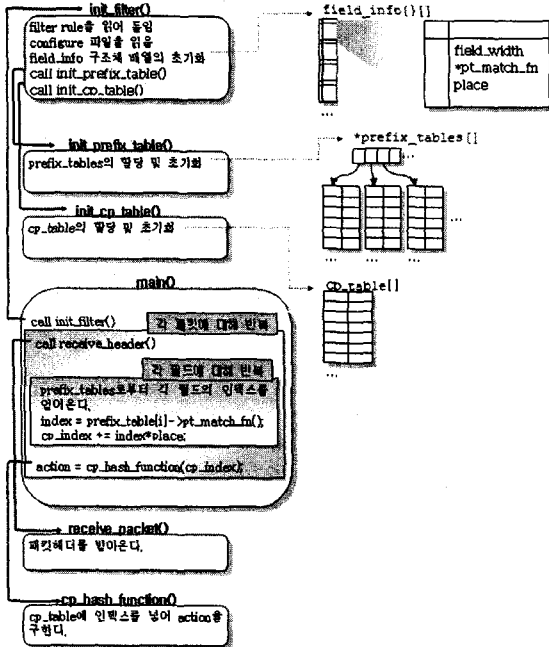 init_filter()
filter rule을 읽어 들임
configure 파일을 읽음
field_info 구조체 배열의 초기화
call init_prefix_table()
call init_cp_table()
field_info{}[]
field_width
*pt_match_fn
place
...
init_prefix_table()
prefix_tables의 할당 및 초기화
*prefix_tables[]
...
...
... ... ...
init_cp_table()
cp_table의 할당 및 초기화
cp_table[]
...
main()
call init_filter()
각 패킷에 대해 반복
call receive_header()
각 필드에 대해 반복
prefix_tables로부터 각 필드의 인덱스를
얻어온다.
index = prefix_table[i]->pt_match_fn();
cp_index += index*place;
action = cp_hash_function(cp_index);
receive_packet()
패킷헤더를 받아온다.
cp_hash_function()
cp_table에 인덱스를 넣어 action을
구한다.